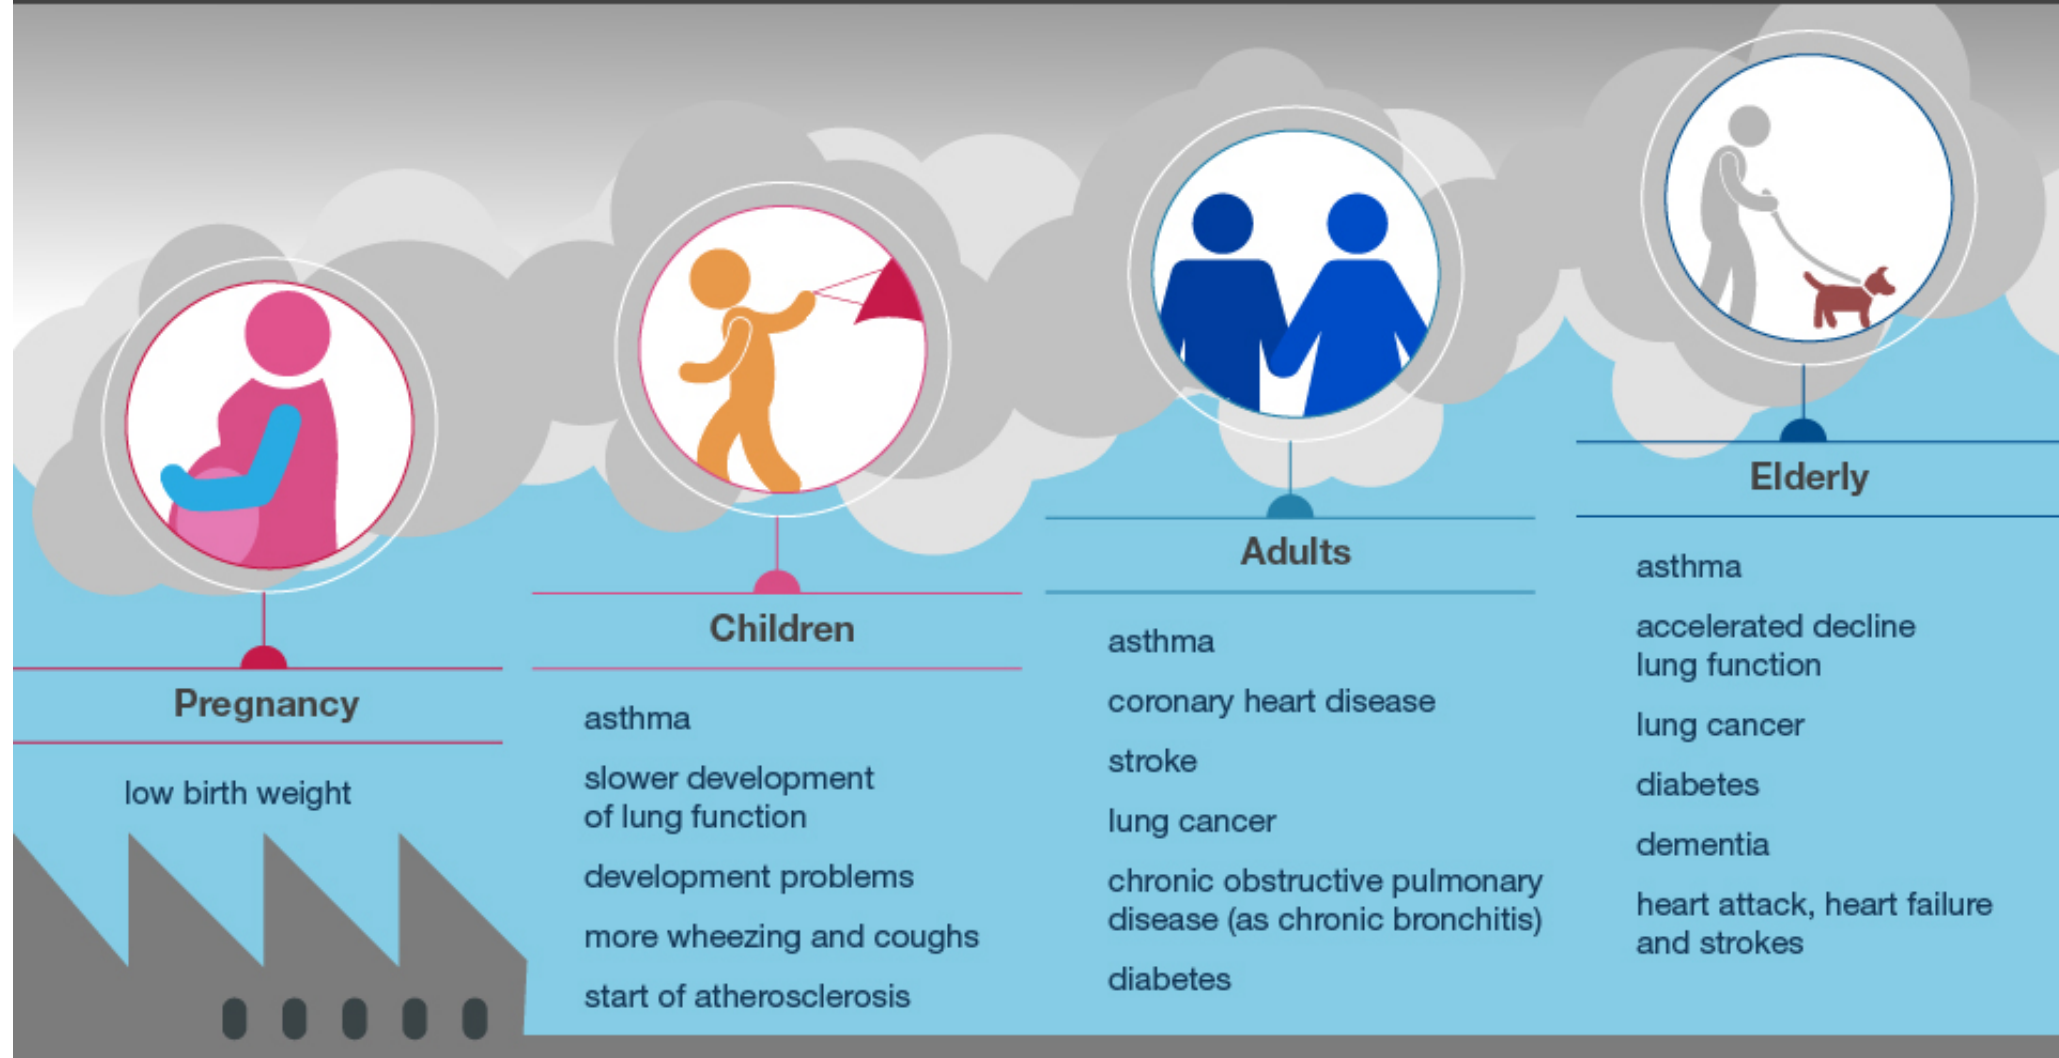 Pregnancy
low birth weight
Children
asthma
slower development
of lung function
development problems
more wheezing and coughs
start of atherosclerosis
Adults
asthma
coronary heart disease
stroke
lung cancer
chronic obstructive pulmonary
disease (as chronic bronchitis)
diabetes
Elderly
asthma
accelerated decline
lung function
lung cancer
diabetes
dementia
heart attack, heart failure
and strokes